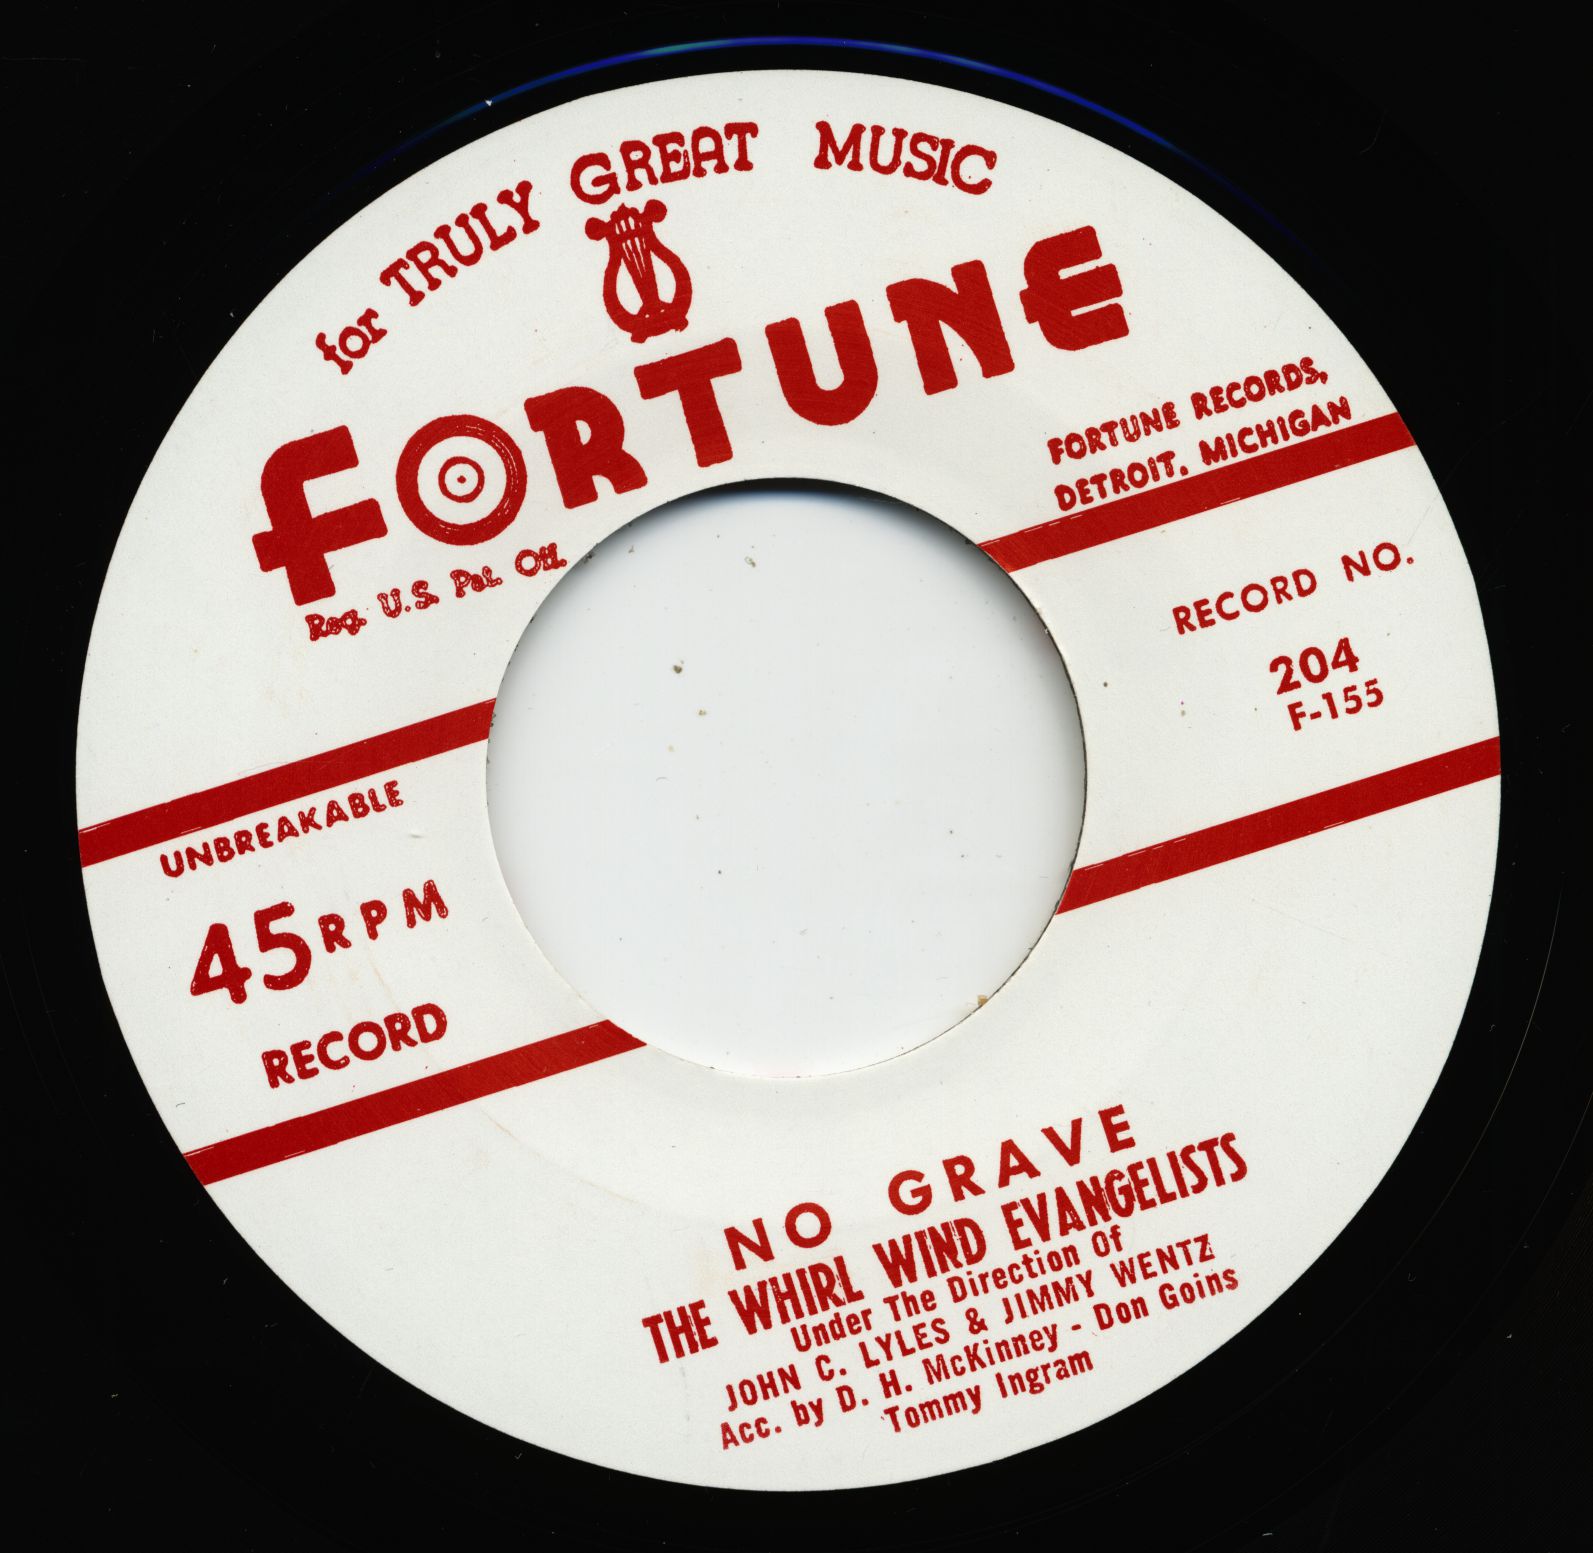 for TRULY GREAT MUSIC
FORTUNE
Reg. U.S. Pat. Off.
FORTUNE RECORDS,
DETROIT, MICHIGAN
RECORD NO.
204
F-155
UNBREAKABLE
45 RPM
RECORD
NO GRAVE
THE WHIRL WIND EVANGELISTS
Under The Direction Of
JOHN C. LYLES & JIMMY WENTZ
Acc. by D. H. McKinney - Don Goins
Tommy Ingram